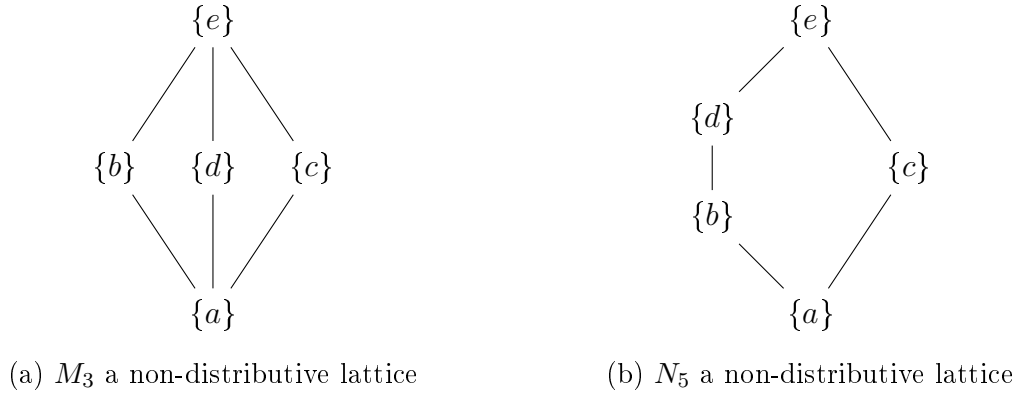 {e} {e}
{d}
{b} {d} {c} {c}
{b}
{a} {a}
(a) M₃ a non-distributive lattice (b) N₅ a non-distributive lattice